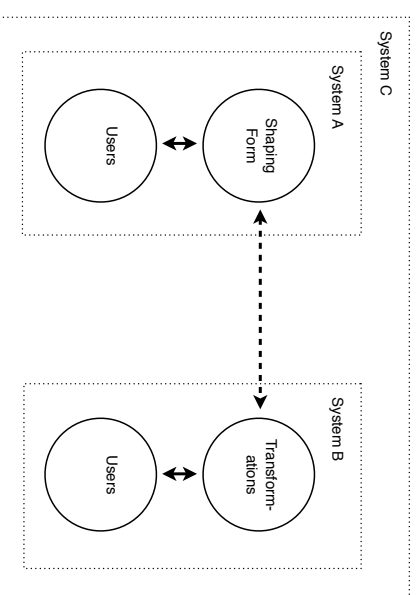 System C
System A
Shaping
Form
Users
System B
Transform-
ations
Users